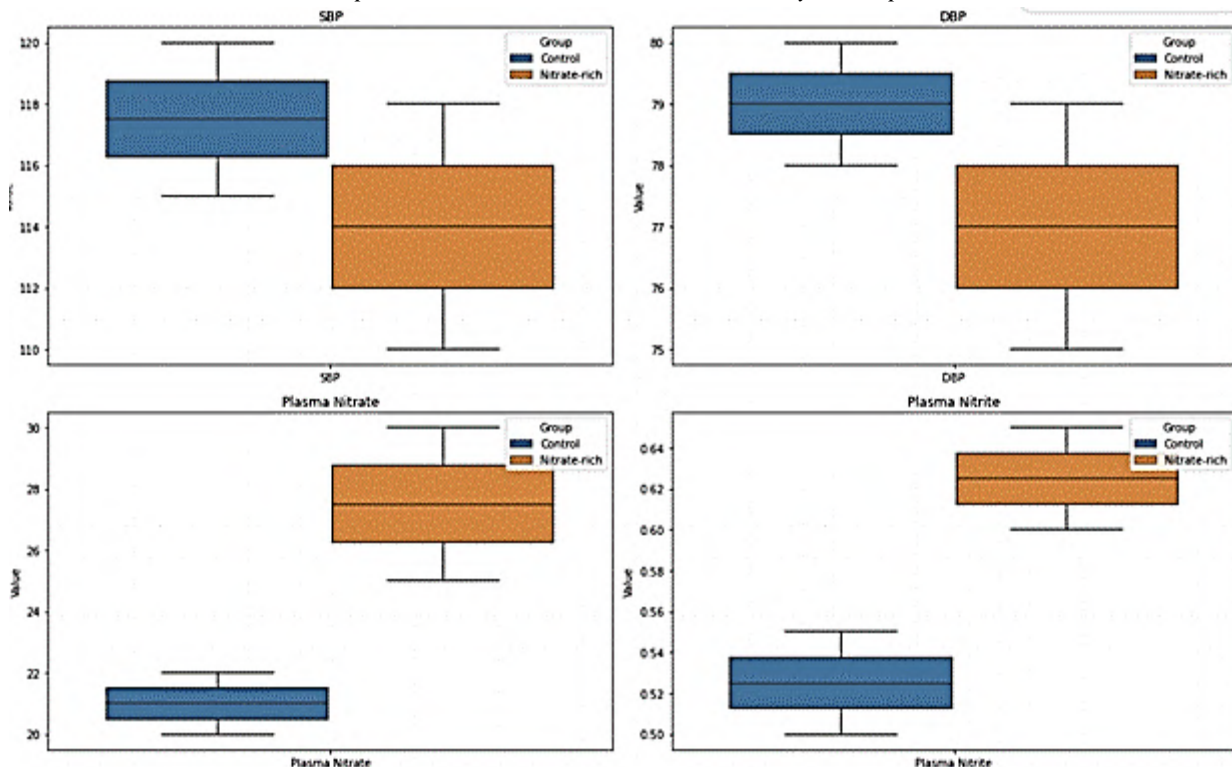 SBP
120
118
116
114
112
110
Group
Control
Nitrate-rich
SBP
DBP
Value
80
79
78
77
76
75
Group
Control
Nitrate-rich
DBP
Plasma Nitrate
Value
30
28
26
24
22
20
Group
Control
Nitrate-rich
Plasma Nitrate
Plasma Nitrite
Value
0.64
0.62
0.60
0.58
0.56
0.54
0.52
0.50
Group
Control
Nitrate-rich
Plasma Nitrite